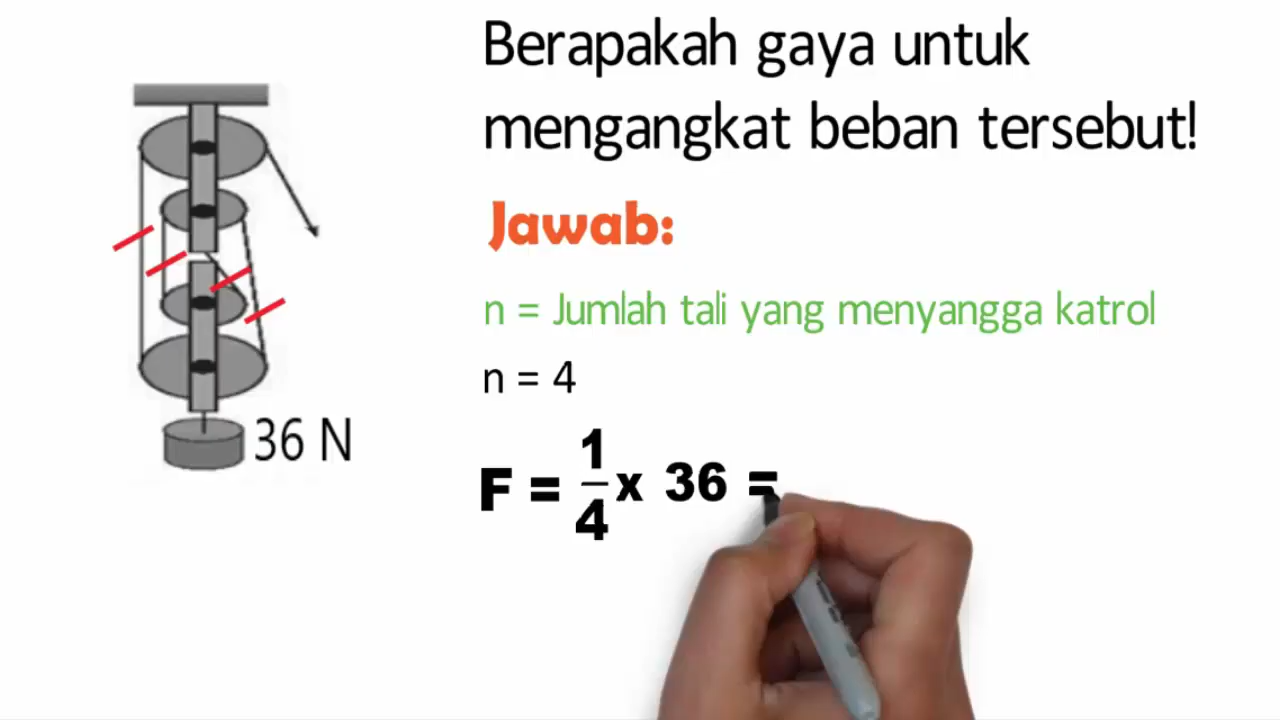 Berapakah gaya untuk
mengangkat beban tersebut!
Jawab:
n = Jumlah tali yang menyangga katrol
n = 4
F = 1/4 x 36 =
36 N